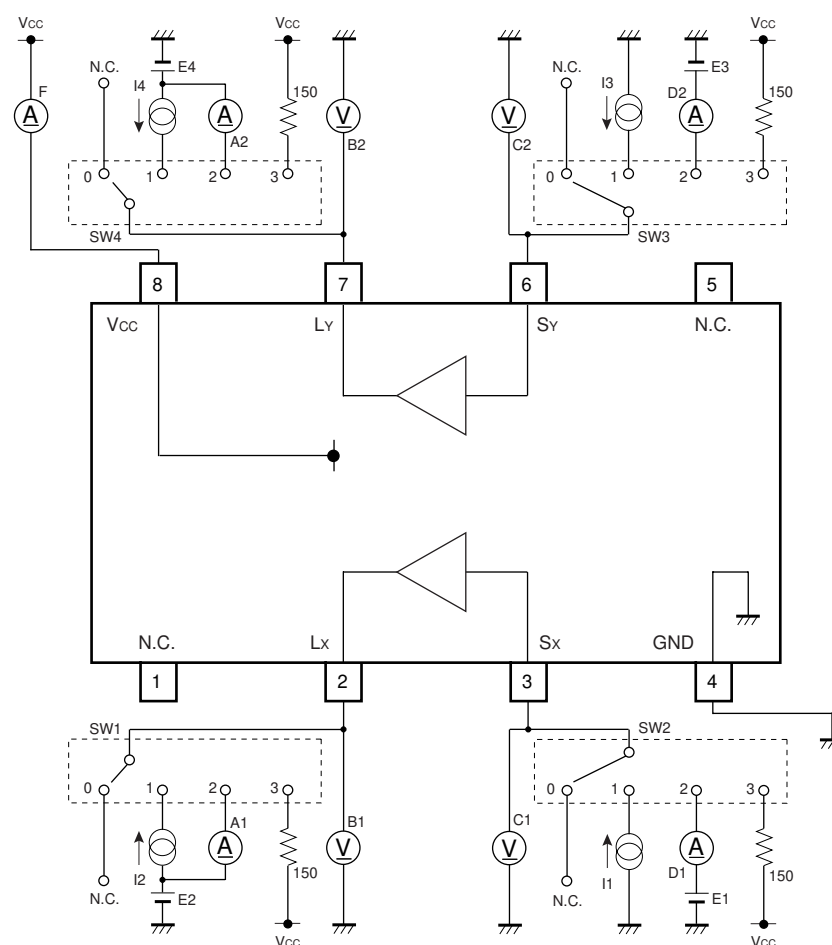 VCC VCC VCC
N.C. E4 N.C. E3
F I4 150 I3 D2 150
A A V V A A
A2 B2 C2
0 1 2 3 0 1 2 3
SW4 SW3
8 7 6 5
VCC LY SY N.C.
N.C. LX SX GND
1 2 3 4
SW1 SW2
0 1 2 3 0 1 2 3
A1 B1 C1
A V V A
I2 150 I1 D1 150
N.C. E2 N.C. E1
VCC VCC